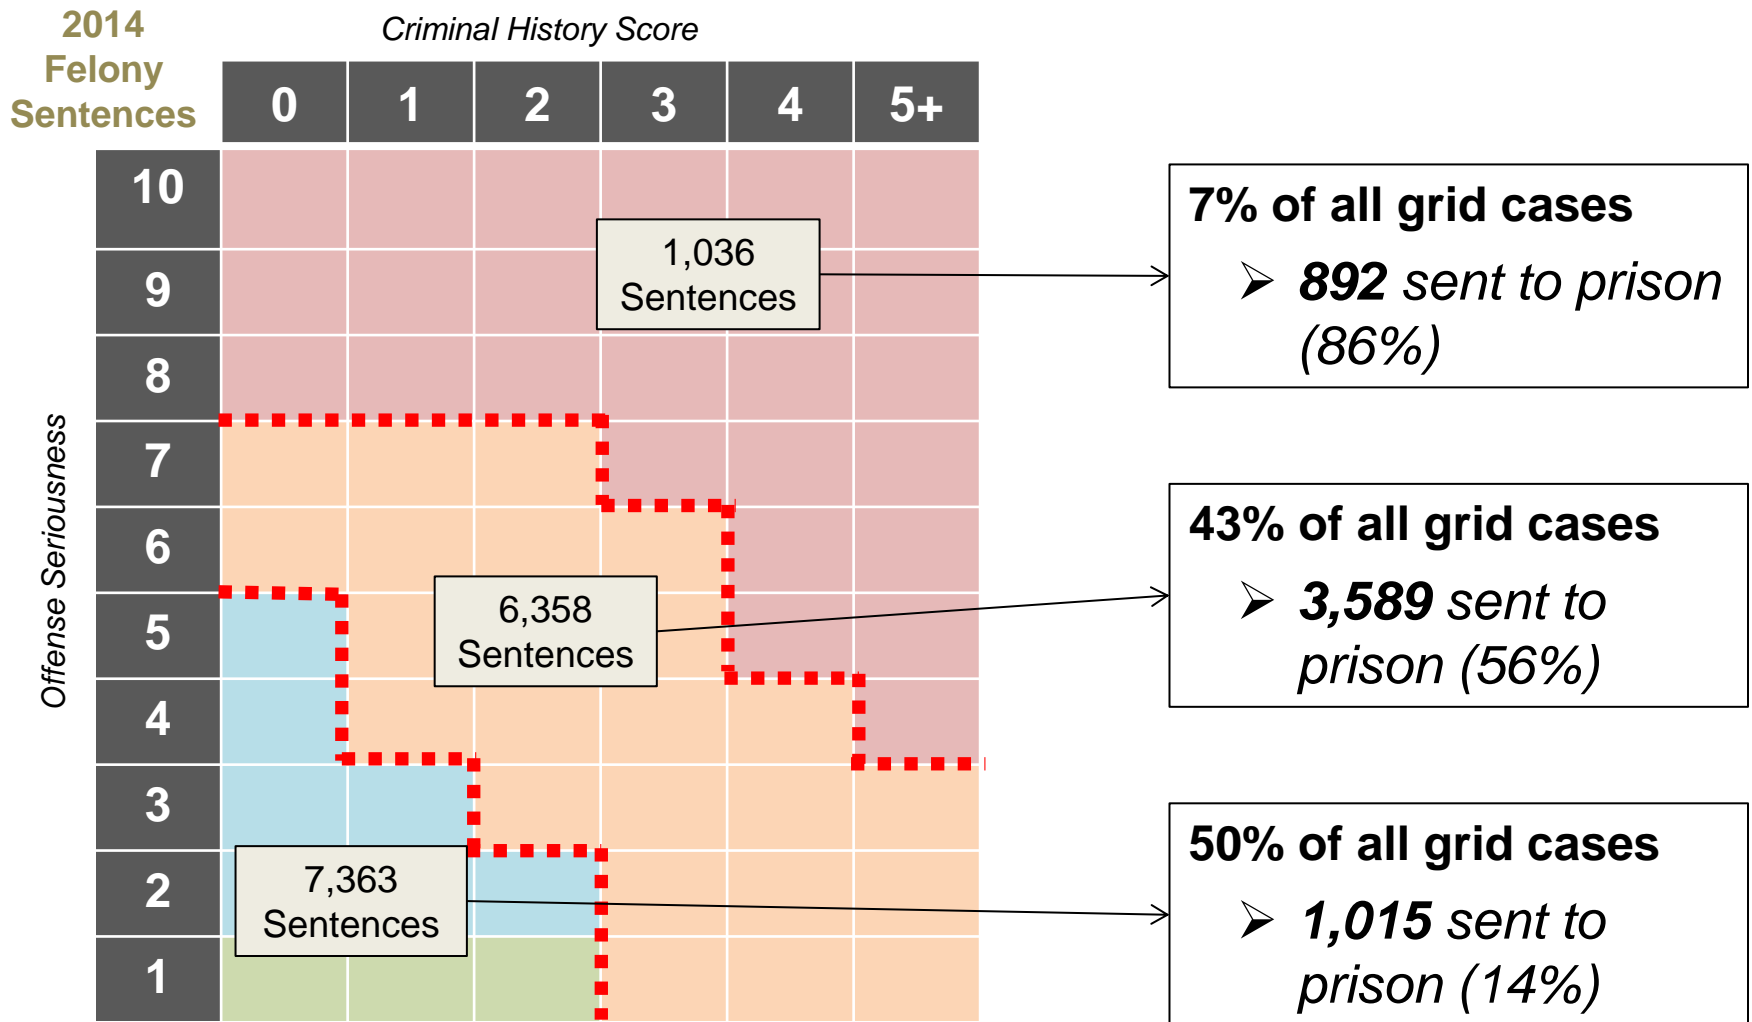 2014
Felony
Sentences
Criminal History Score
0 1 2 3 4 5+
Offense Seriousness
10
9
8
7
6
5
4
3
2
1
1,036
Sentences
6,358
Sentences
7,363
Sentences
7% of all grid cases
➢ 892 sent to prison
(86%)
43% of all grid cases
➢ 3,589 sent to
prison (56%)
50% of all grid cases
➢ 1,015 sent to
prison (14%)